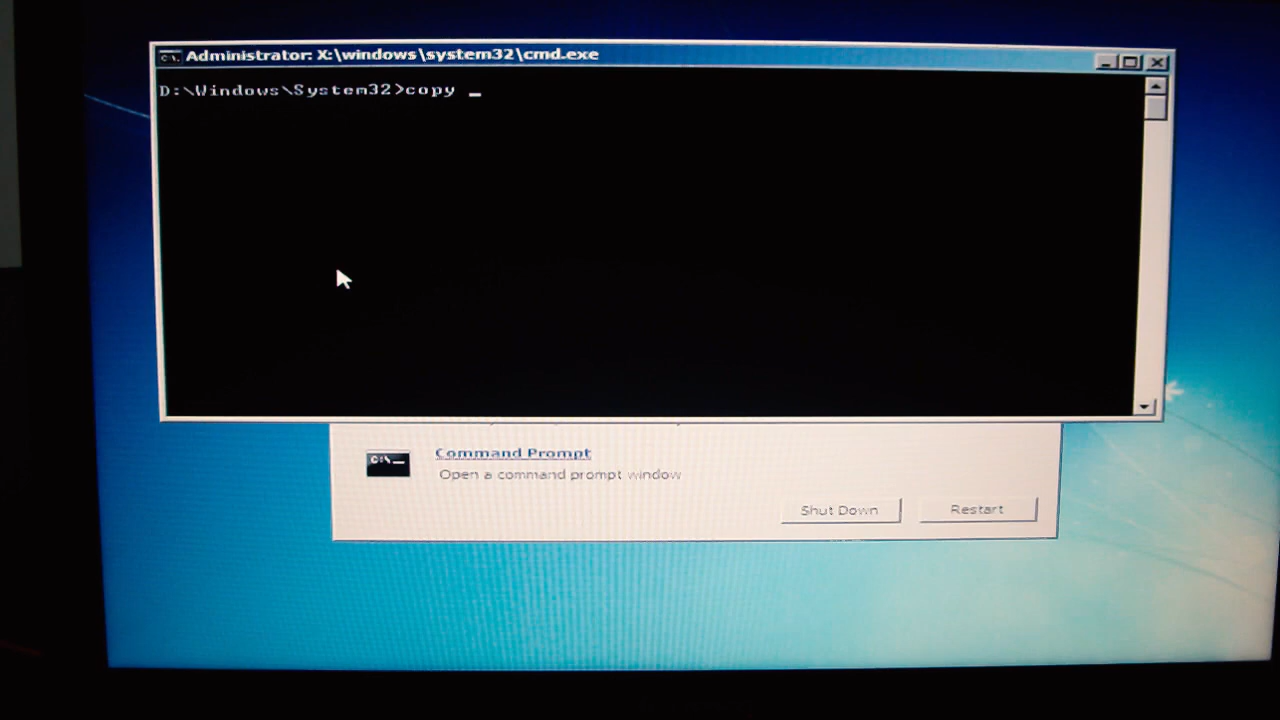 Administrator: X:\windows\system32\cmd.exe
D:\Windows\System32>copy _
C:\_
Command Prompt
Open a command prompt window
Shut Down
Restart